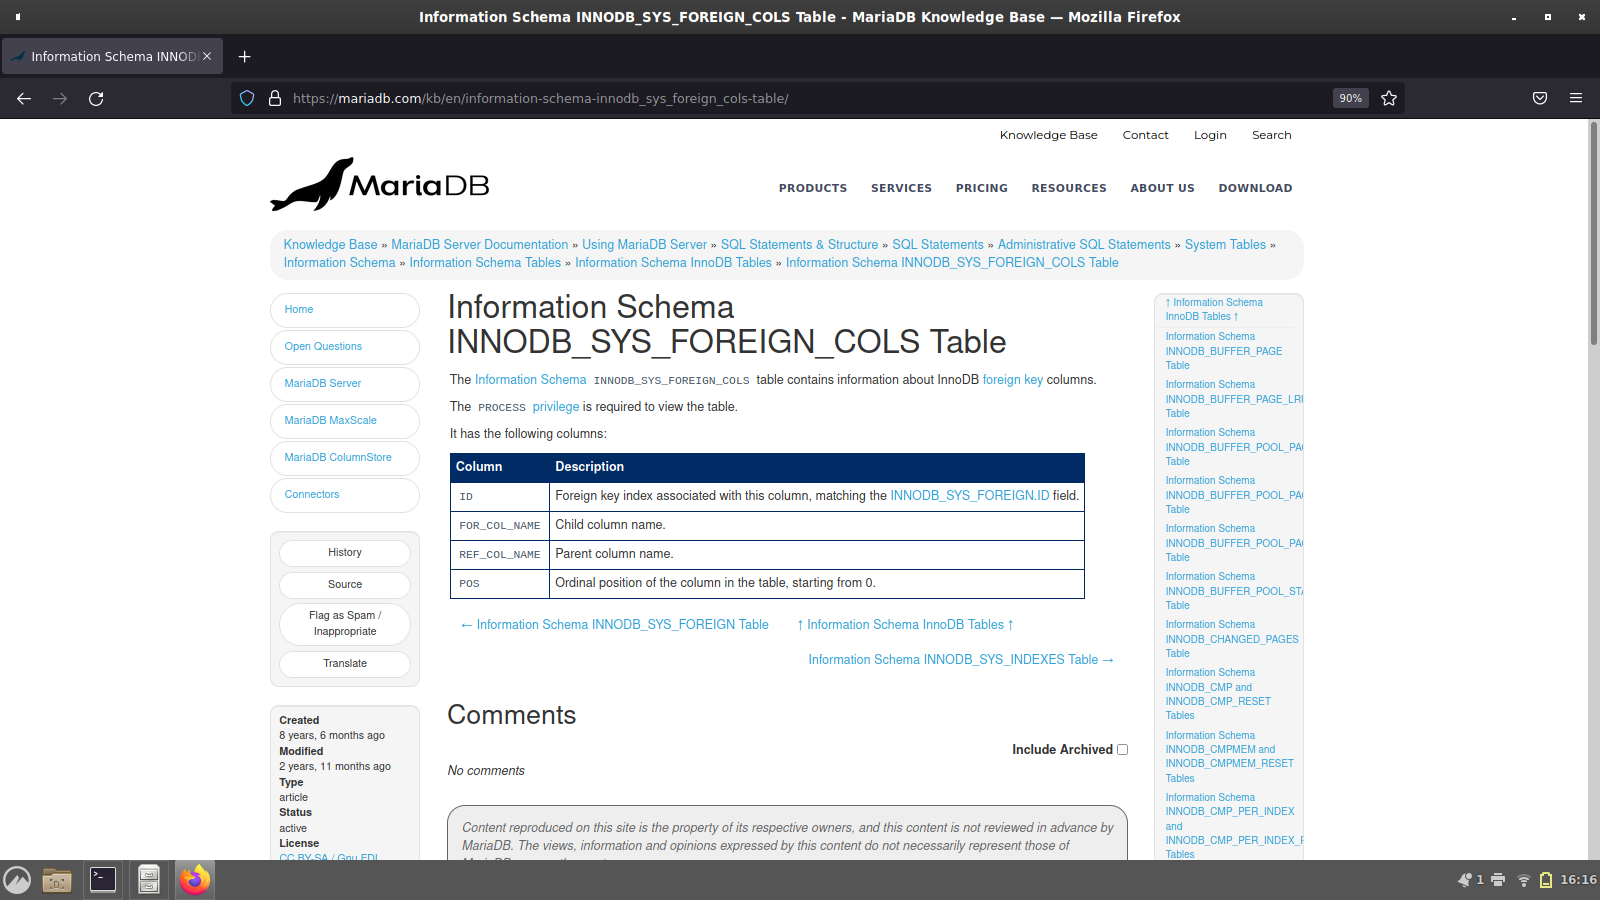 Information Schema INNODB_SYS_FOREIGN_COLS Table - MariaDB Knowledge Base — Mozilla Firefox
Information Schema INNOD
https://mariadb.com/kb/en/information-schema-innodb_sys_foreign_cols-table/
90%
Knowledge Base Contact Login Search
MariaDB
PRODUCTS SERVICES PRICING RESOURCES ABOUT US DOWNLOAD
Knowledge Base » MariaDB Server Documentation » Using MariaDB Server » SQL Statements & Structure » SQL Statements » Administrative SQL Statements » System Tables »
Information Schema » Information Schema Tables » Information Schema InnoDB Tables » Information Schema INNODB_SYS_FOREIGN_COLS Table
Home
Open Questions
MariaDB Server
MariaDB MaxScale
MariaDB ColumnStore
Connectors
History
Source
Flag as Spam /
Inappropriate
Translate
Created
8 years, 6 months ago
Modified
2 years, 11 months ago
Type
article
Status
active
License
CC BY-SA / Gnu FDL
Information Schema
INNODB_SYS_FOREIGN_COLS Table
The Information Schema INNODB_SYS_FOREIGN_COLS table contains information about InnoDB foreign key columns.
The PROCESS privilege is required to view the table.
It has the following columns:
Column Description
ID Foreign key index associated with this column, matching the INNODB_SYS_FOREIGN.ID field.
FOR_COL_NAME Child column name.
REF_COL_NAME Parent column name.
POS Ordinal position of the column in the table, starting from 0.
← Information Schema INNODB_SYS_FOREIGN Table ↑ Information Schema InnoDB Tables ↑
Information Schema INNODB_SYS_INDEXES Table →
Comments
Include Archived
No comments
Content reproduced on this site is the property of its respective owners, and this content is not reviewed in advance by
MariaDB. The views, information and opinions expressed by this content do not necessarily represent those of
↑ Information Schema
InnoDB Tables ↑
Information Schema
INNODB_BUFFER_PAGE
Table
Information Schema
INNODB_BUFFER_PAGE_LR
Table
Information Schema
INNODB_BUFFER_POOL_PA
Table
Information Schema
INNODB_BUFFER_POOL_PA
Table
Information Schema
INNODB_BUFFER_POOL_PA
Table
Information Schema
INNODB_BUFFER_POOL_STA
Table
Information Schema
INNODB_CHANGED_PAGES
Table
Information Schema
INNODB_CMP and
INNODB_CMP_RESET
Tables
Information Schema
INNODB_CMPMEM and
INNODB_CMPMEM_RESET
Tables
Information Schema
INNODB_CMP_PER_INDEX
and
INNODB_CMP_PER_INDEX_R
Tables
1
16:16